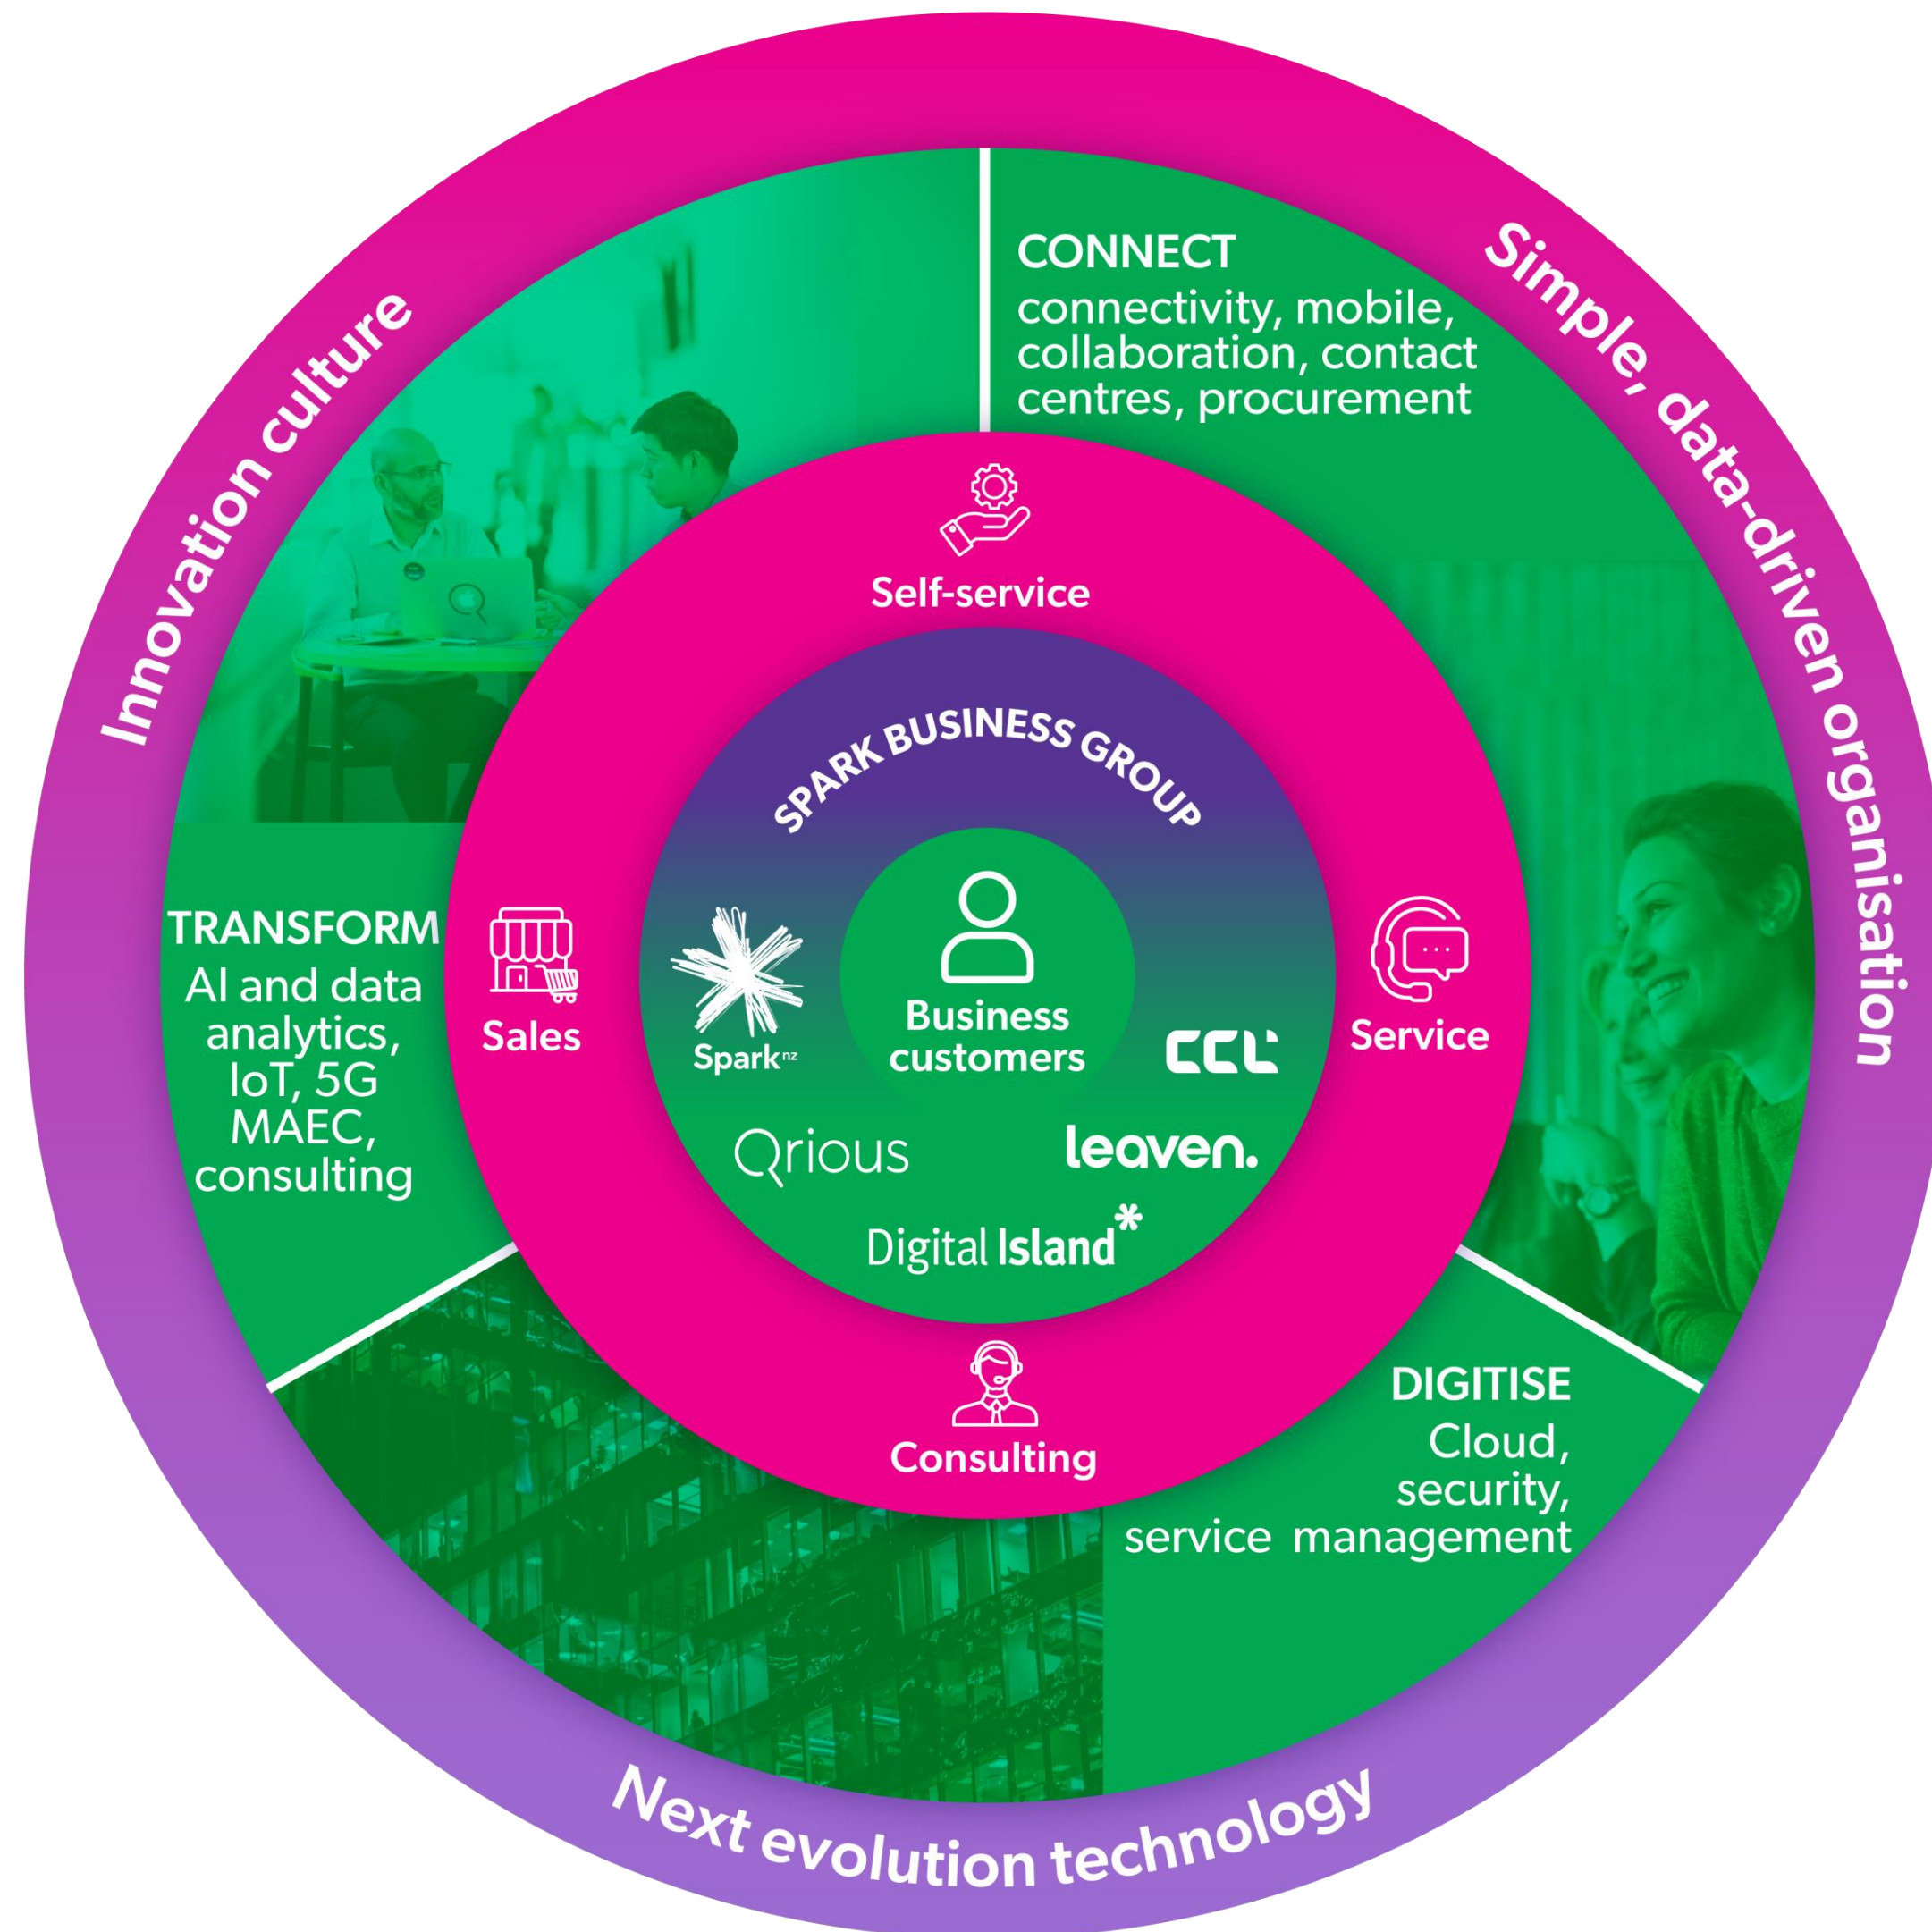 Innovation culture
Simple, data-driven organisation
Next evolution technology
CONNECT
connectivity, mobile,
collaboration, contact
centres, procurement
TRANSFORM
AI and data
analytics,
IoT, 5G
MAEC,
consulting
DIGITISE
Cloud,
security,
service management
Self-service
Sales
Service
Consulting
SPARK BUSINESS GROUP
Business
customers
Spark nz
CCL
Qrious
leaven.
Digital Island*